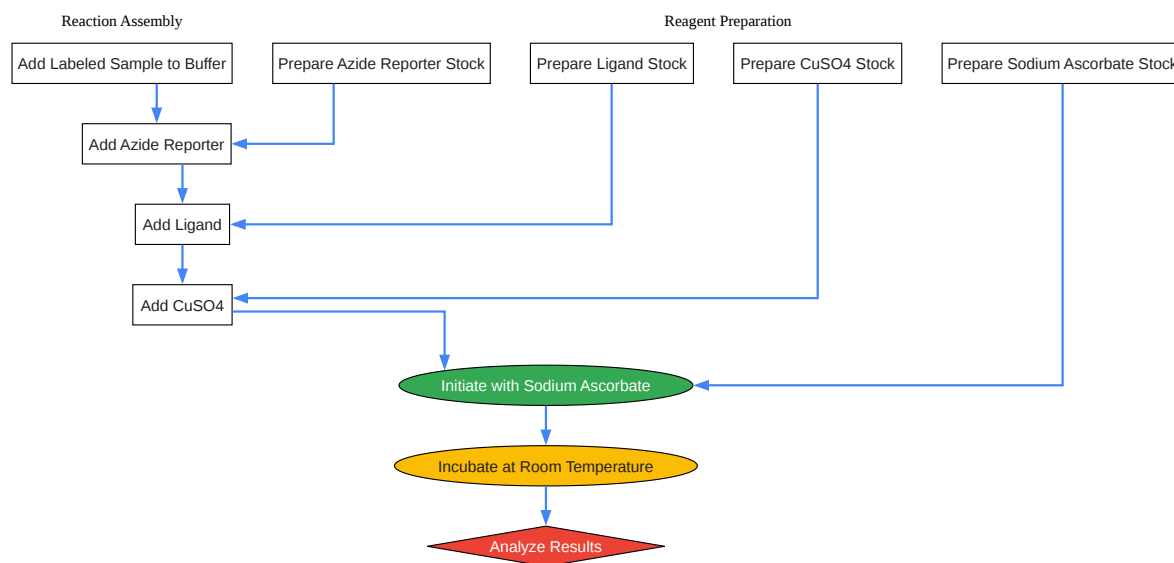 Reaction Assembly
Reagent Preparation
Add Labeled Sample to Buffer
Prepare Azide Reporter Stock
Prepare Ligand Stock
Prepare CuSO4 Stock
Prepare Sodium Ascorbate Stock
Add Azide Reporter
Add Ligand
Add CuSO4
Initiate with Sodium Ascorbate
Incubate at Room Temperature
Analyze Results